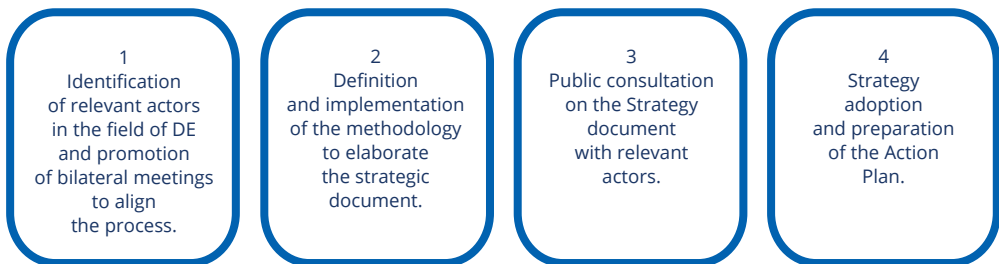 1
Identification
of relevant actors
in the field of DE
and promotion
of bilateral meetings
to align
the process.
2
Definition
and implementation
of the methodology
to elaborate
the strategic
document.
3
Public consultation
on the Strategy
document
with relevant
actors.
4
Strategy
adoption
and preparation
of the Action
Plan.